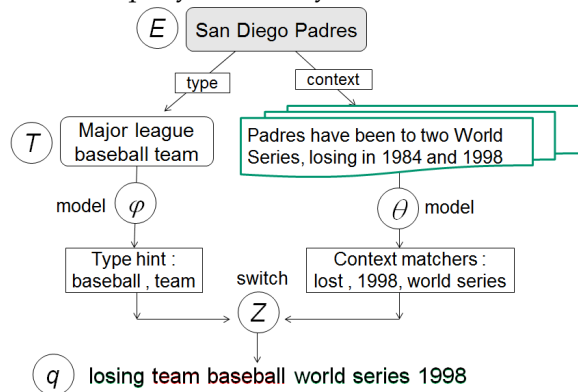 E San Diego Padres
type context
T Major league
baseball team
Padres have been to two World
Series, losing in 1984 and 1998
model φ θ model
Type hint :
baseball , team
Context matchers :
lost , 1998, world series
switch
Z
q losing team baseball world series 1998